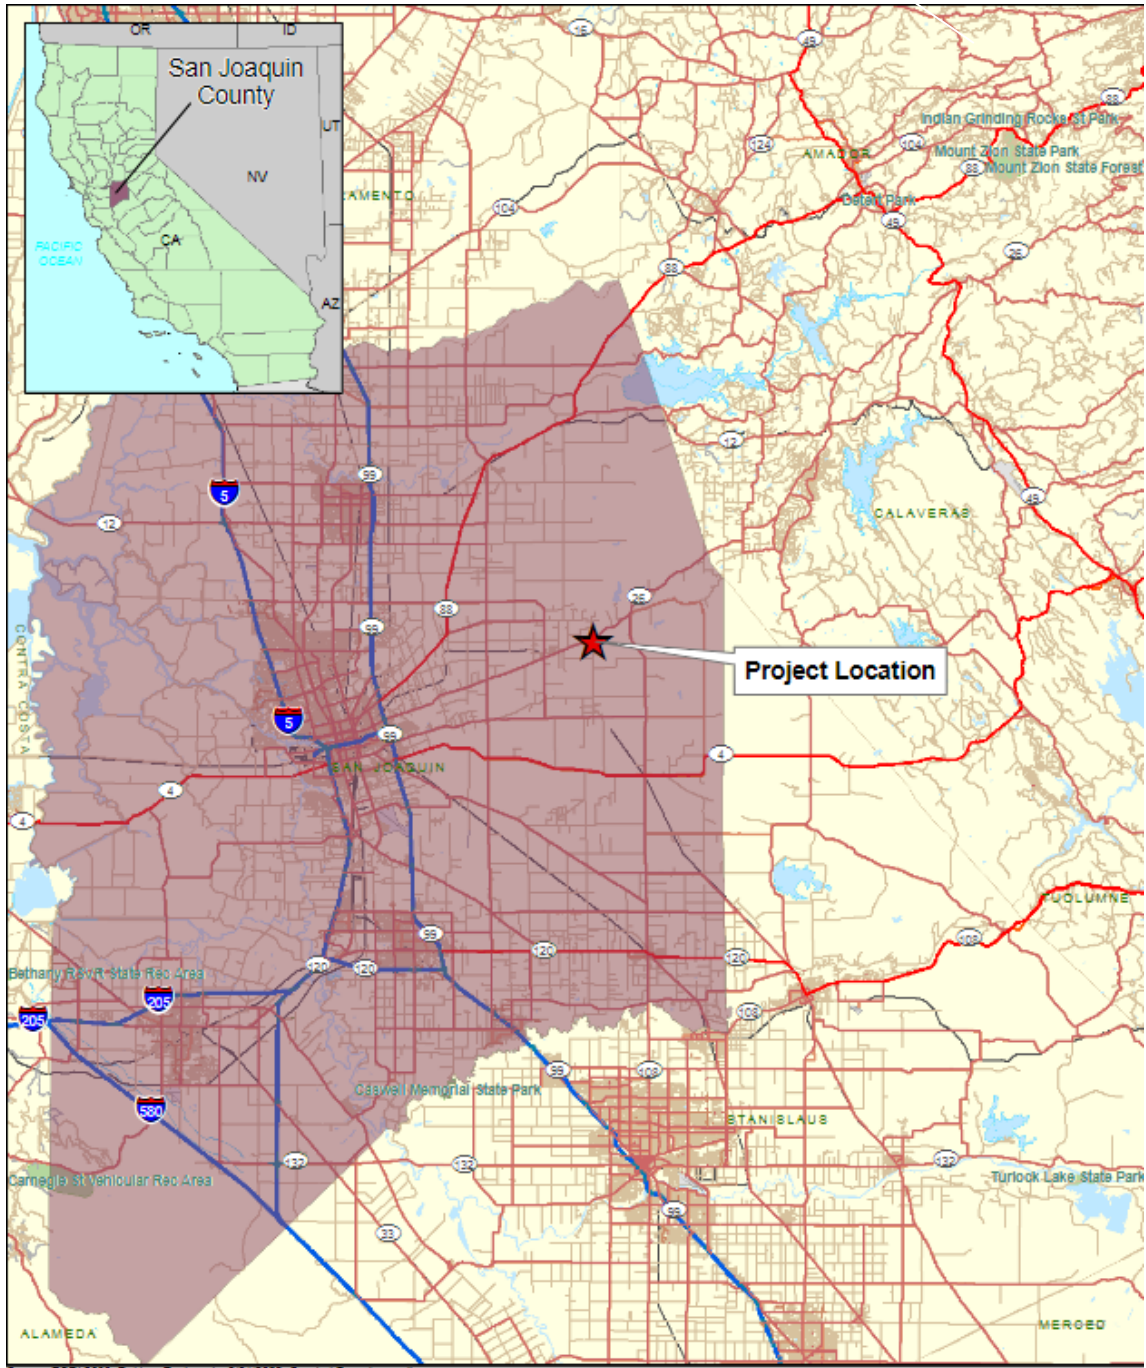 OR
ID
San Joaquin
County
UT
NV
PACIFIC
OCEAN
CA
AZ
16
49
88
Indian Grinding Rocks St Park
124
104
AMADOR
Mount Zion State Park
88
Mount Zion State Forest
RAMENTO
104
Detert Park
49
26
88
12
99
5
49
12
CALAVERAS
26
88
99
CONTRA COSTA
Project Location
5
99
4
SAN JOAQUIN
4
4
TUOLUMNE
99
108
120
120
120
120
Bethany RSvR State Rec Area
205
205
108
99
108
Caswell Memorial State Park
580
STANISLAUS
132
132
132
Carnegie St Vehicular Rec Area
Turlock Lake State Park
99
33
ALAMEDA
MERCED